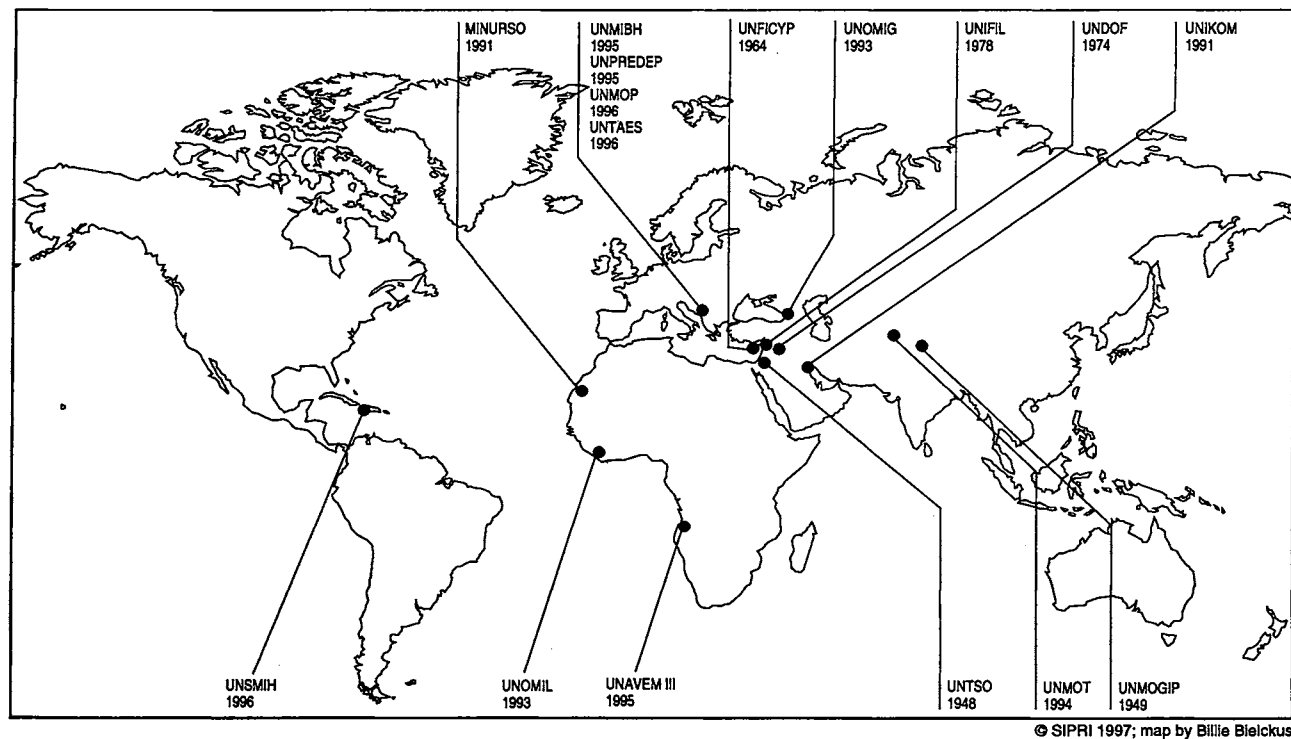 MINURSO
1991
UNMIBH
1995
UNPREDEP
1995
UNMOP
1996
UNTAES
1996
UNFICYP
1964
UNOMIG
1993
UNIFIL
1978
UNDOF
1974
UNIKOM
1991
UNSMIH
1996
UNOMIL
1993
UNAVEM III
1995
UNTSO
1948
UNMOT
1994
UNMOGIP
1949
© SIPRI 1997; map by Billie Bielckus